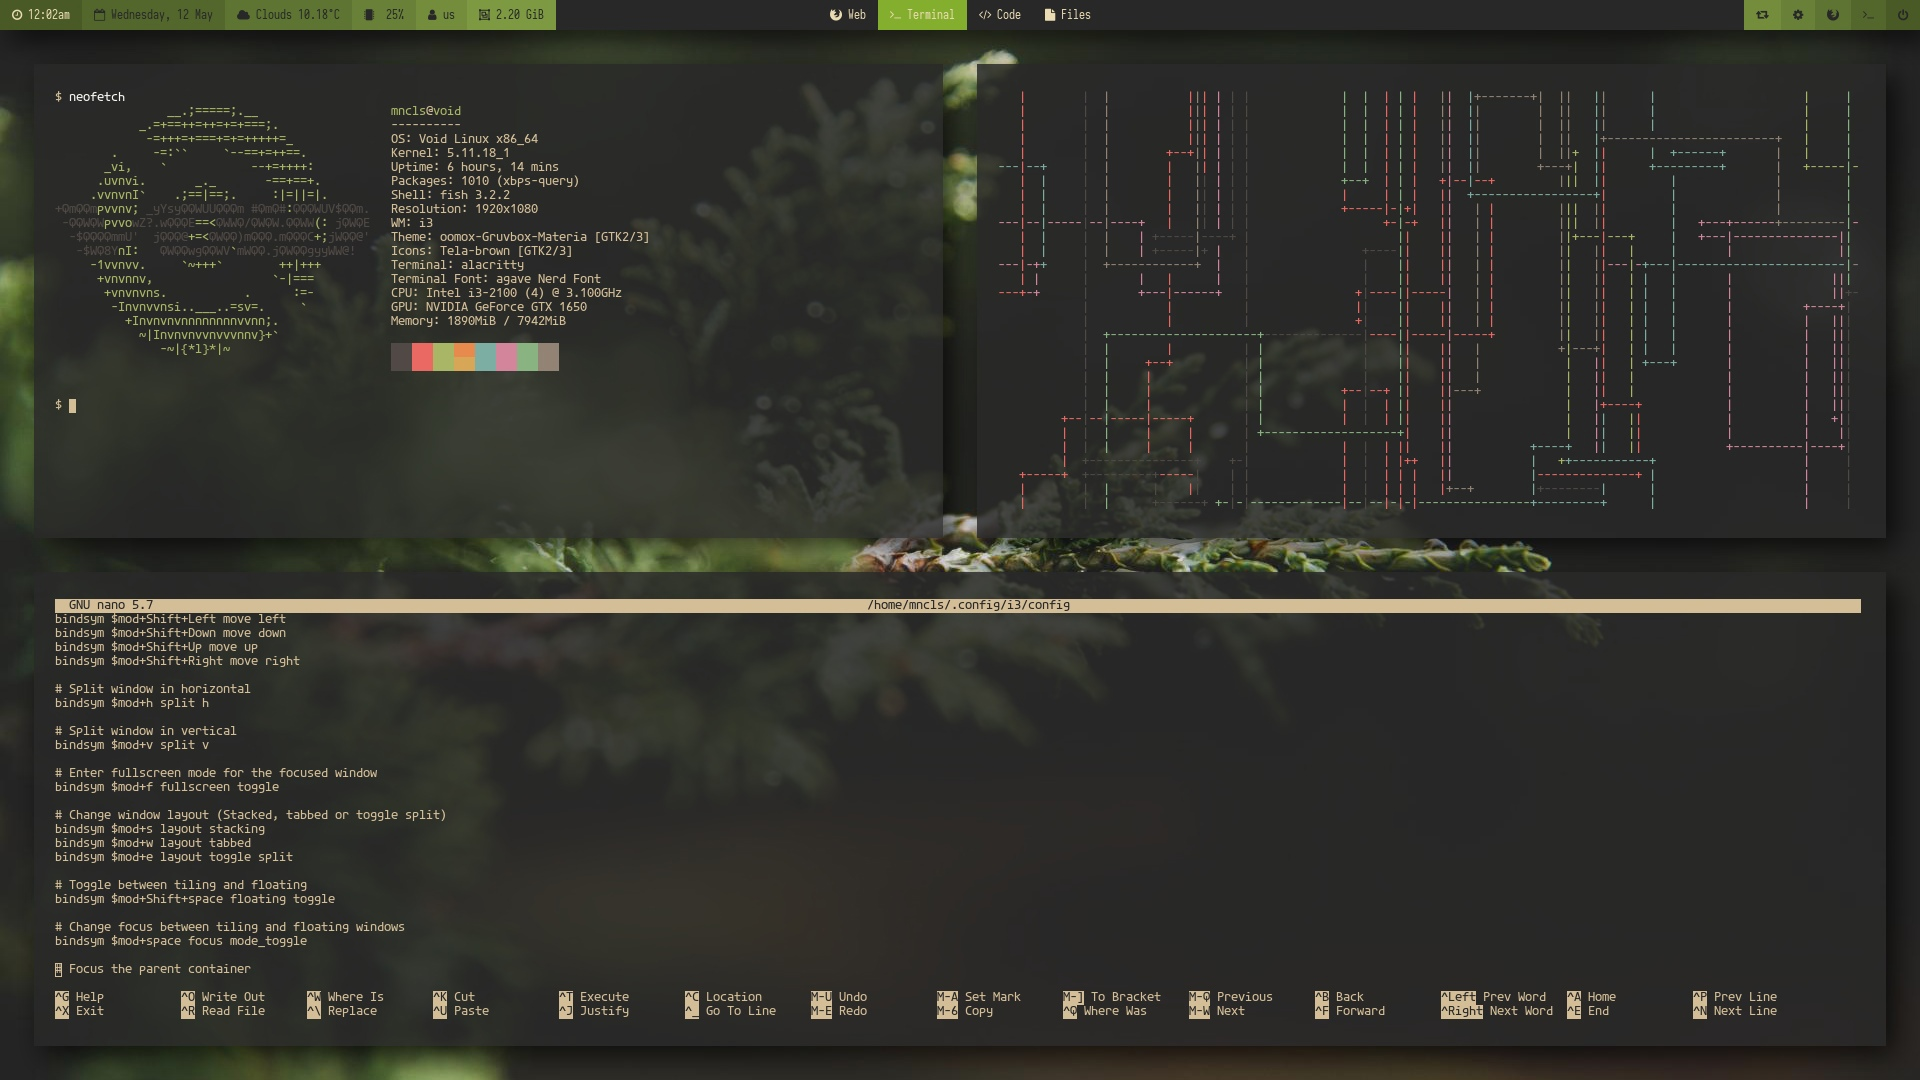 12:02am Wednesday, 12 May Clouds 10.18°C 25% us 2.20 GiB Web >_ Terminal </> Code Files >_
$ neofetch
mncls@void
----------
OS: Void Linux x86_64
Kernel: 5.11.18_1
Uptime: 6 hours, 14 mins
Packages: 1010 (xbps-query)
Shell: fish 3.2.2
Resolution: 1920x1080
WM: i3
Theme: oomox-Gruvbox-Materia [GTK2/3]
Icons: Tela-brown [GTK2/3]
Terminal: alacritty
Terminal Font: agave Nerd Font
CPU: Intel i3-2100 (4) @ 3.100GHz
GPU: NVIDIA GeForce GTX 1650
Memory: 1890MiB / 7942MiB
$
GNU nano 5.7 /home/mncls/.config/i3/config
bindsym $mod+Shift+Left move left
bindsym $mod+Shift+Down move down
bindsym $mod+Shift+Up move up
bindsym $mod+Shift+Right move right
# Split window in horizontal
bindsym $mod+h split h
# Split window in vertical
bindsym $mod+v split v
# Enter fullscreen mode for the focused window
bindsym $mod+f fullscreen toggle
# Change window layout (Stacked, tabbed or toggle split)
bindsym $mod+s layout stacking
bindsym $mod+w layout tabbed
bindsym $mod+e layout toggle split
# Toggle between tiling and floating
bindsym $mod+Shift+space floating toggle
# Change focus between tiling and floating windows
bindsym $mod+space focus mode_toggle
# Focus the parent container
^G Help ^O Write Out ^W Where Is ^K Cut ^T Execute ^C Location M-U Undo M-A Set Mark M-] To Bracket M-Q Previous ^B Back ^Left Prev Word ^A Home ^P Prev Line
^X Exit ^R Read File ^\ Replace ^U Paste ^J Justify ^_ Go To Line M-E Redo M-6 Copy ^Q Where Was M-W Next ^F Forward ^Right Next Word ^E End ^N Next Line